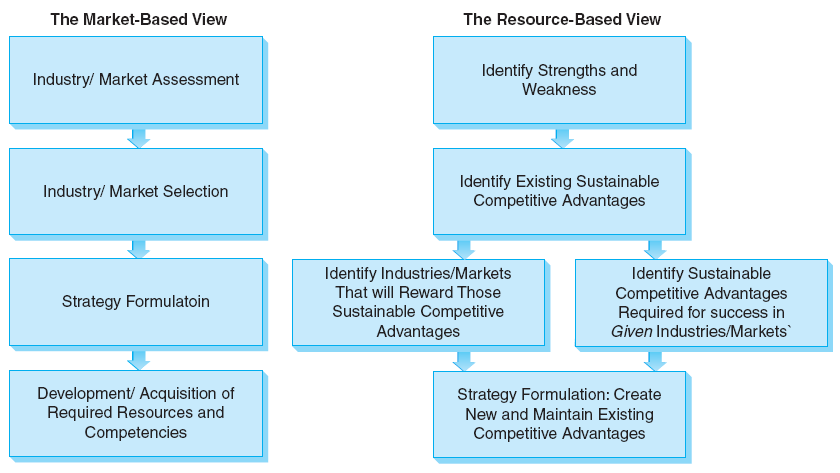 The Market-Based View
Industry/ Market Assessment
Industry/ Market Selection
Strategy Formulatoin
Development/ Acquisition of
Required Resources and
Competencies
The Resource-Based View
Identify Strengths and
Weakness
Identify Existing Sustainable
Competitive Advantages
Identify Industries/Markets
That will Reward Those
Sustainable Competitive
Advantages
Identify Sustainable
Competitive Advantages
Required for success in
Given Industries/Markets`
Strategy Formulation: Create
New and Maintain Existing
Competitive Advantages